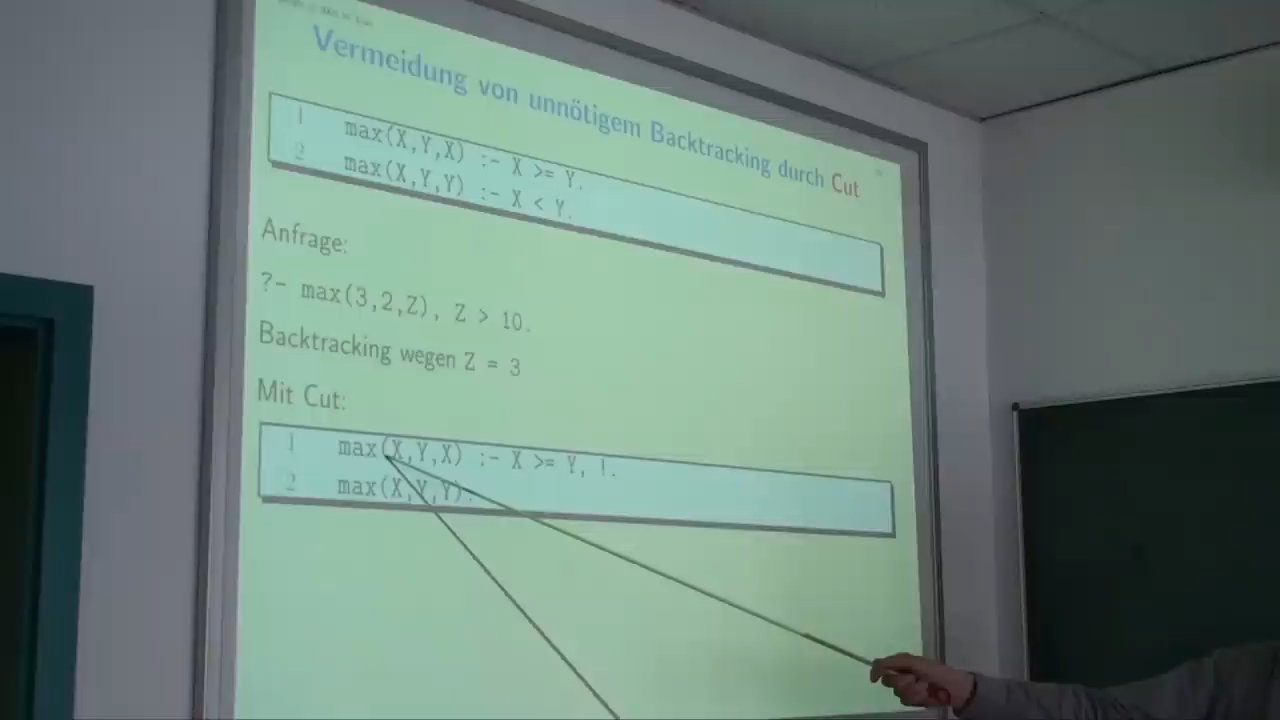 Vermeidung von unnötigem Backtracking durch Cut
1 max(X,Y,X) :- X >= Y.
2 max(X,Y,Y) :- X < Y.
Anfrage:
?- max(3,2,Z), Z > 10.
Backtracking wegen Z = 3
Mit Cut:
1 max(X,Y,X) :- X >= Y, !.
2 max(X,Y,Y).